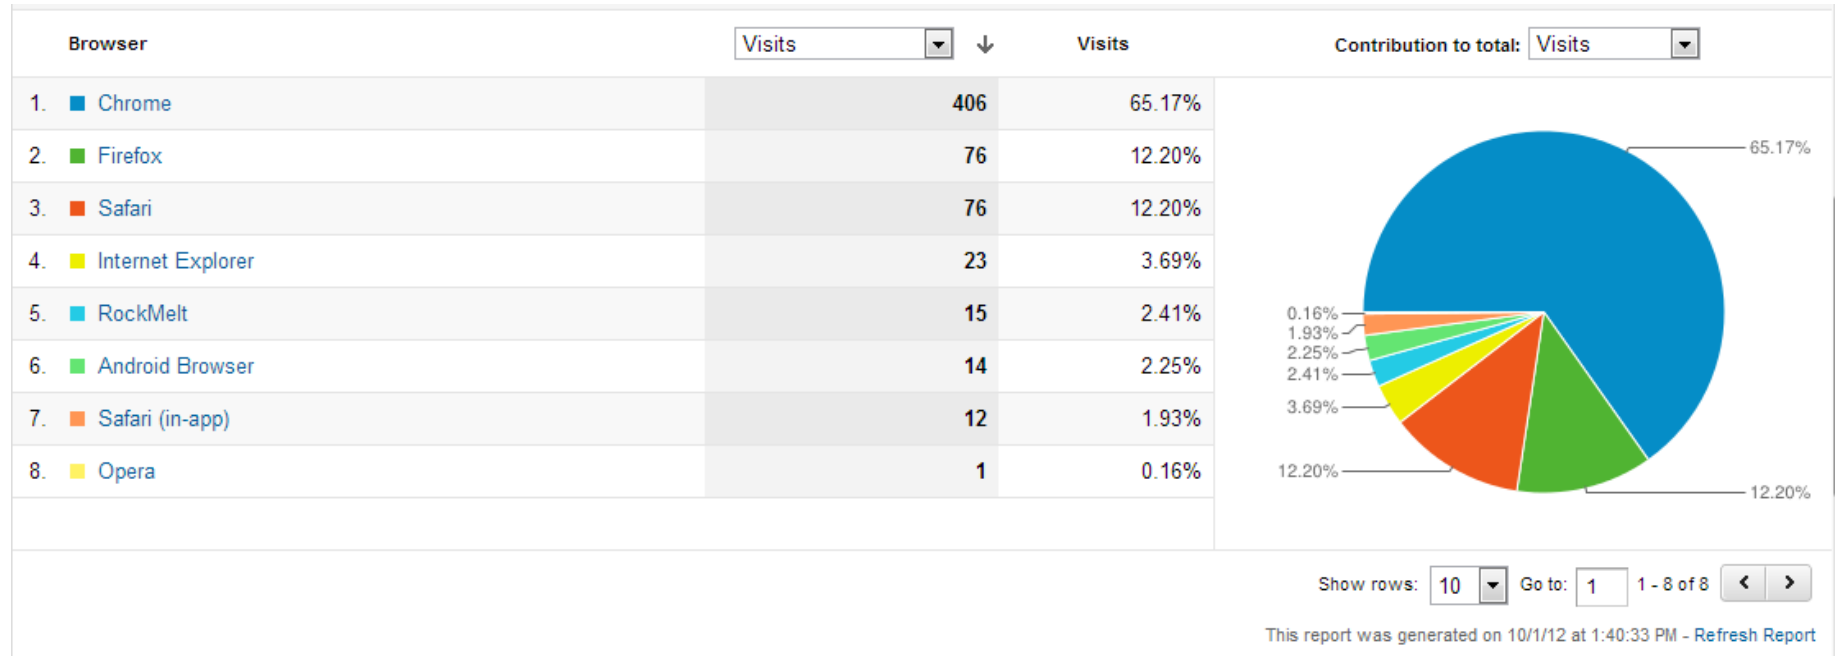 Browser Visits Visits Contribution to total: Visits
1. Chrome 406 65.17%
2. Firefox 76 12.20%
3. Safari 76 12.20%
4. Internet Explorer 23 3.69%
5. RockMelt 15 2.41%
6. Android Browser 14 2.25%
7. Safari (in-app) 12 1.93%
8. Opera 1 0.16%
65.17%
0.16%
1.93%
2.25%
2.41%
3.69%
12.20%
12.20%
Show rows: 10 Go to: 1 1 - 8 of 8
This report was generated on 10/1/12 at 1:40:33 PM - Refresh Report